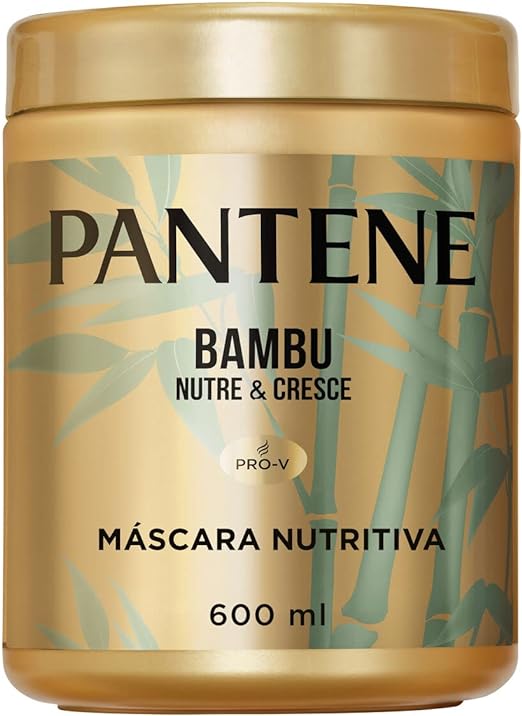 PANTENE
BAMBU
NUTRE & CRESCE
PRO-V
MÁSCARA NUTRITIVA
600 ml